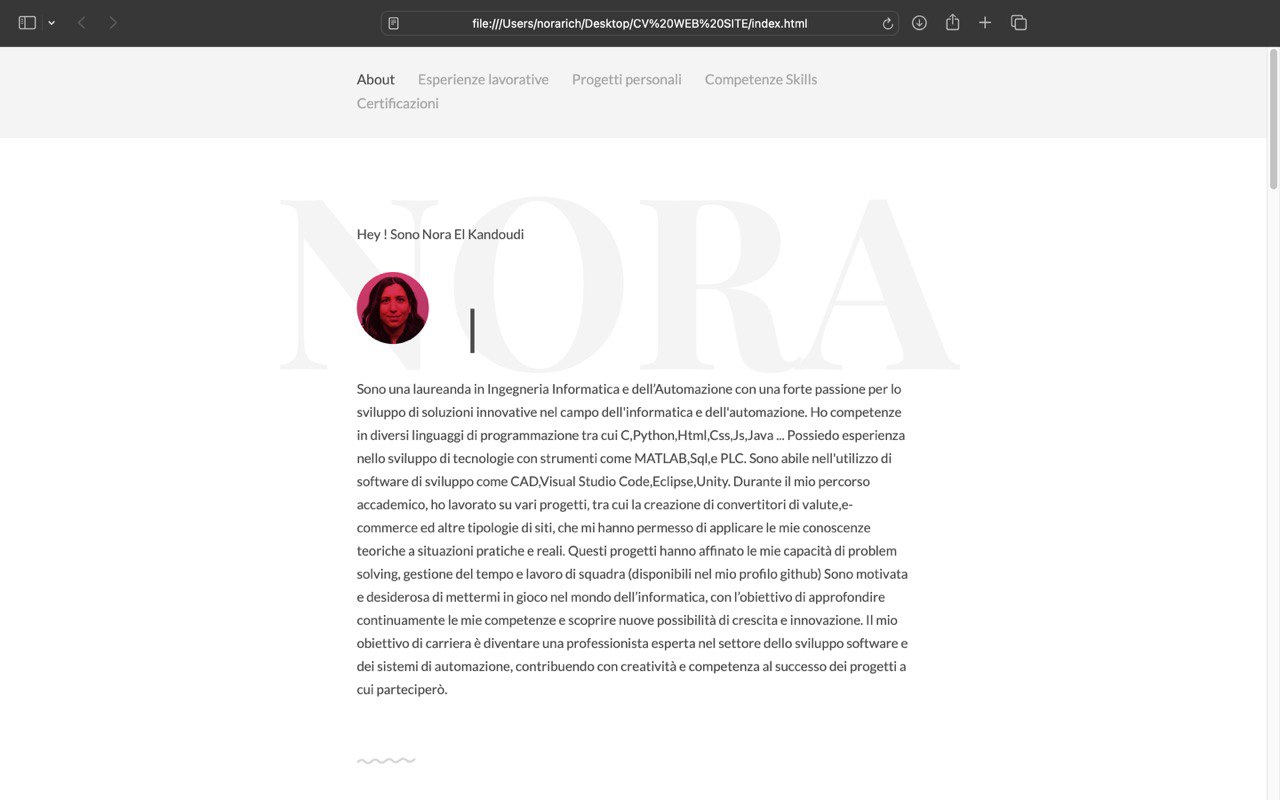 file:///Users/norarich/Desktop/CV%20WEB%20SITE/index.html
About Esperienze lavorative Progetti personali Competenze Skills
Certificazioni
NORA
Hey ! Sono Nora El Kandoudi
Sono una laureanda in Ingegneria Informatica e dell’Automazione con una forte passione per lo
sviluppo di soluzioni innovative nel campo dell'informatica e dell'automazione. Ho competenze
in diversi linguaggi di programmazione tra cui C,Python,Html,Css,Js,Java ... Possiedo esperienza
nello sviluppo di tecnologie con strumenti come MATLAB,Sql,e PLC. Sono abile nell'utilizzo di
software di sviluppo come CAD,Visual Studio Code,Eclipse,Unity. Durante il mio percorso
accademico, ho lavorato su vari progetti, tra cui la creazione di convertitori di valute,e-
commerce ed altre tipologie di siti, che mi hanno permesso di applicare le mie conoscenze
teoriche a situazioni pratiche e reali. Questi progetti hanno affinato le mie capacità di problem
solving, gestione del tempo e lavoro di squadra (disponibili nel mio profilo github) Sono motivata
e desiderosa di mettermi in gioco nel mondo dell’informatica, con l’obiettivo di approfondire
continuamente le mie competenze e scoprire nuove possibilità di crescita e innovazione. Il mio
obiettivo di carriera è diventare una professionista esperta nel settore dello sviluppo software e
dei sistemi di automazione, contribuendo con creatività e competenza al successo dei progetti a
cui parteciperò.